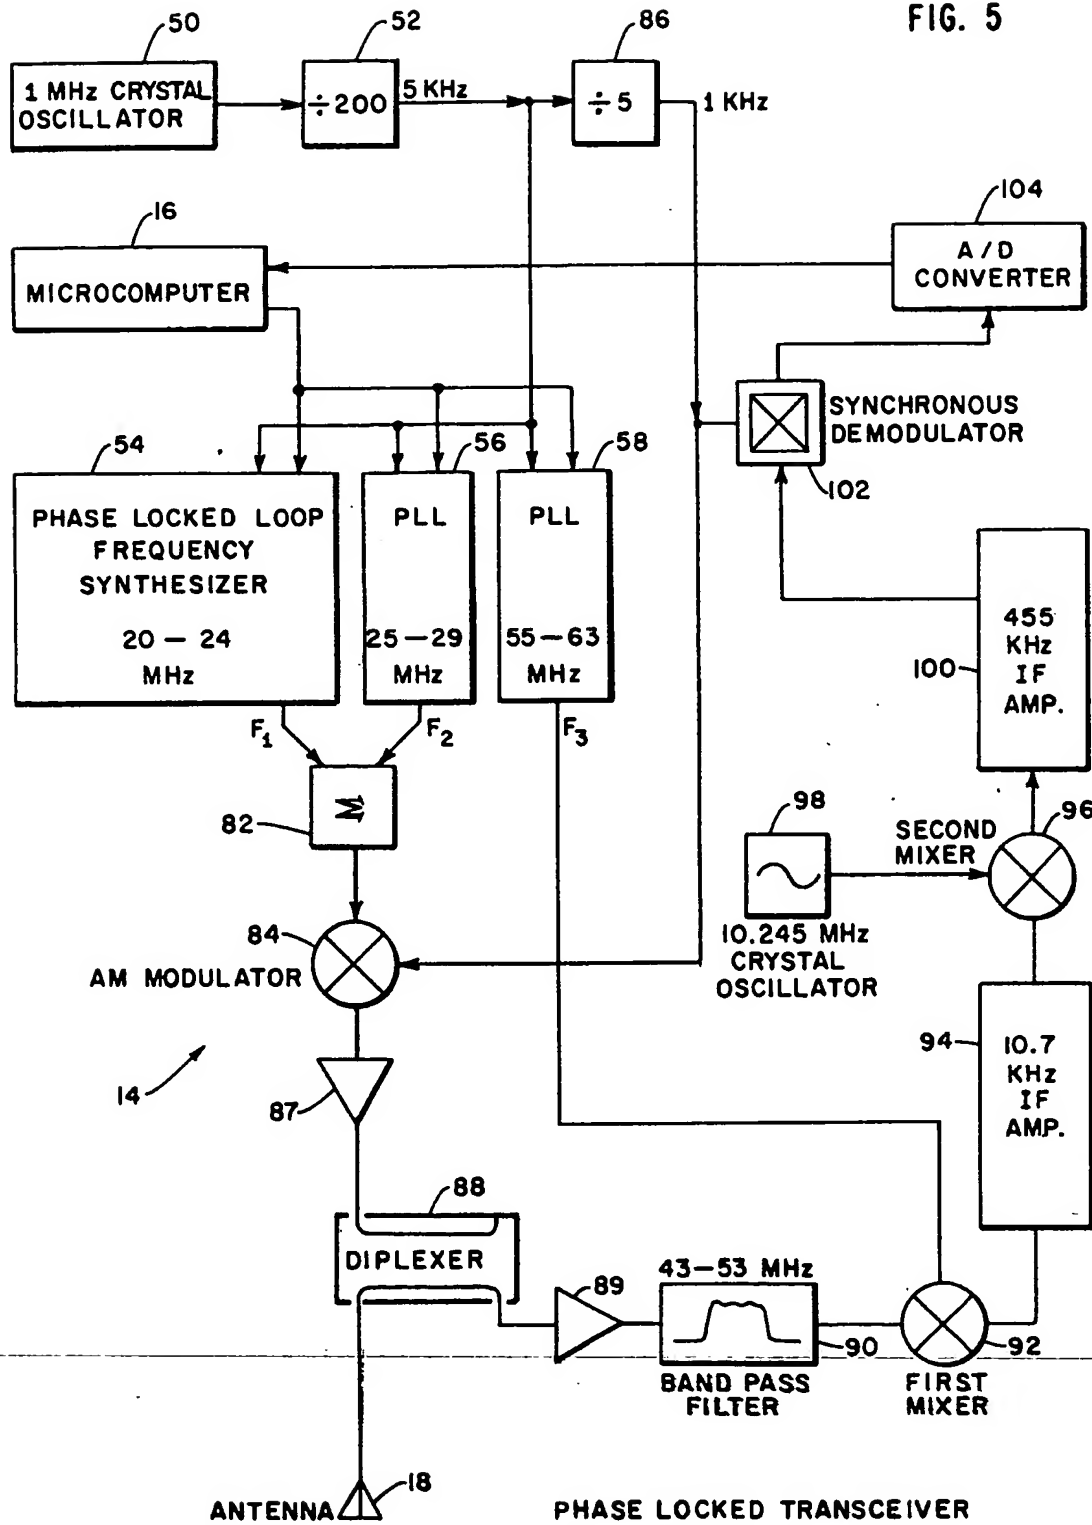 FIG. 5
50
52
86
1 MHz CRYSTAL
OSCILLATOR
÷200
5 KHz
÷5
1 KHz
16
104
MICROCOMPUTER
A/D
CONVERTER
SYNCHRONOUS
DEMODULATOR
102
54
56
58
PHASE LOCKED LOOP
FREQUENCY
SYNTHESIZER
20 — 24
MHz
PLL
25—29
MHz
PLL
55—63
MHz
455
KHz
IF
AMP.
100
F₁
F₂
F₃
82
98
SECOND
MIXER
96
10.245 MHz
CRYSTAL
OSCILLATOR
84
AM MODULATOR
94
10.7
KHz
IF
AMP.
14
87
88
DIPLEXER
89
43—53 MHz
90
BAND PASS
FILTER
92
FIRST
MIXER
18
ANTENNA
PHASE LOCKED TRANSCEIVER